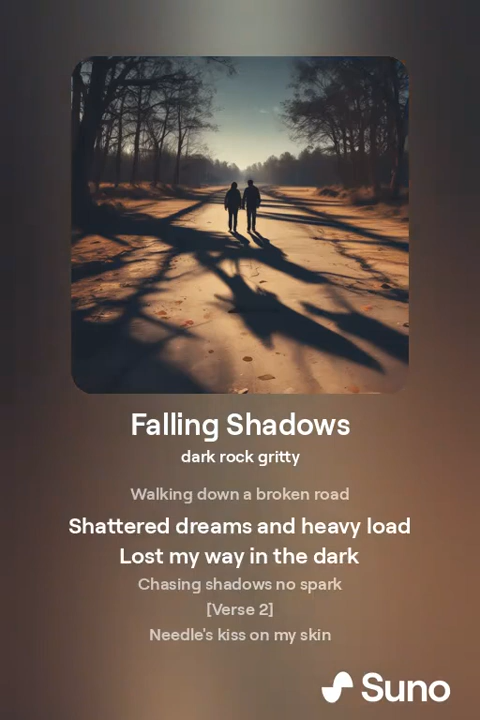 Falling Shadows
dark rock gritty
Walking down a broken road
Shattered dreams and heavy load
Lost my way in the dark
Chasing shadows no spark
[Verse 2]
Needle's kiss on my skin
Suno